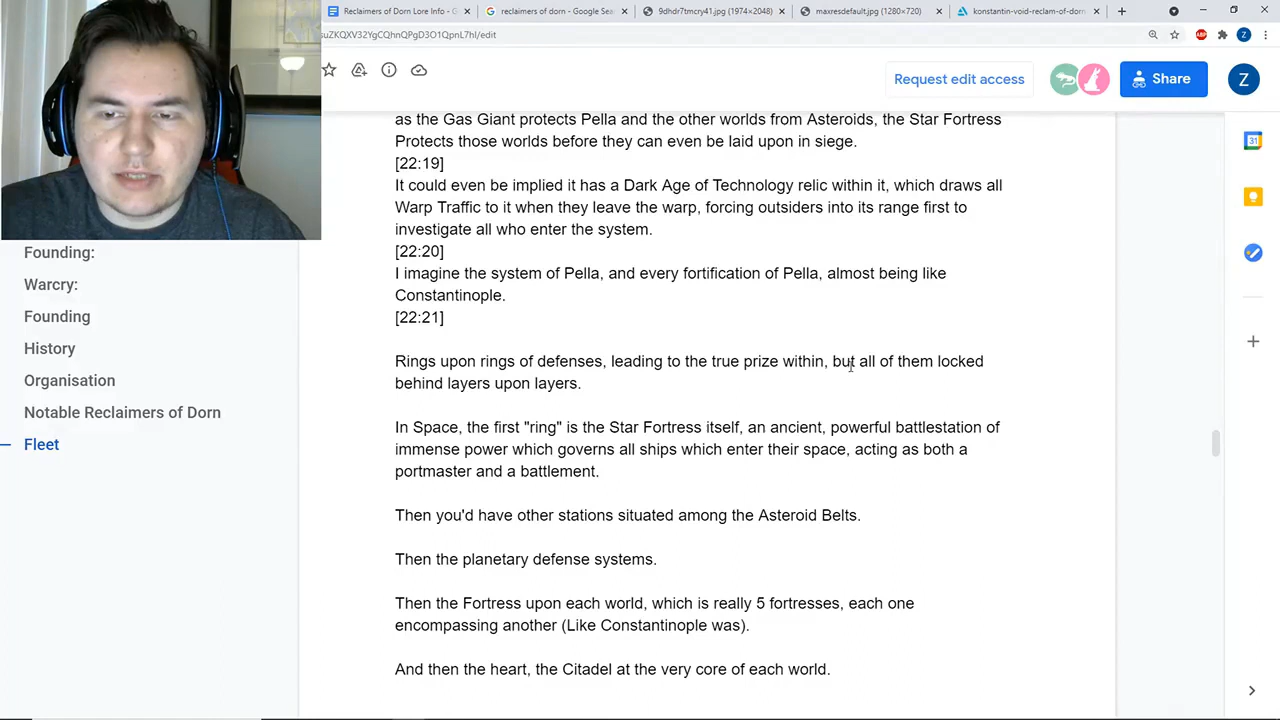 Reclaimers of Dorn Lore Info - G
reclaimers of dorn - Google Sea
9dhdr7tmcry41.jpg (1974×2048)
maxresdefault.jpg (1280×720)
konstantin-void-reclam-of-dorn
suZKQXV32YgCQhnQPgD3O1QpvL7hI/edit
ABP
Z
Request edit access
Share
Z
31
Founding:
Warcry:
Founding
History
Organisation
Notable Reclaimers of Dorn
Fleet
as the Gas Giant protects Pella and the other worlds from Asteroids, the Star Fortress
Protects those worlds before they can even be laid upon in siege.
[22:19]
It could even be implied it has a Dark Age of Technology relic within it, which draws all
Warp Traffic to it when they leave the warp, forcing outsiders into its range first to
investigate all who enter the system.
[22:20]
I imagine the system of Pella, and every fortification of Pella, almost being like
Constantinople.
[22:21]
Rings upon rings of defenses, leading to the true prize within, but all of them locked
behind layers upon layers.
In Space, the first "ring" is the Star Fortress itself, an ancient, powerful battlestation of
immense power which governs all ships which enter their space, acting as both a
portmaster and a battlement.
Then you'd have other stations situated among the Asteroid Belts.
Then the planetary defense systems.
Then the Fortress upon each world, which is really 5 fortresses, each one
encompassing another (Like Constantinople was).
And then the heart, the Citadel at the very core of each world.